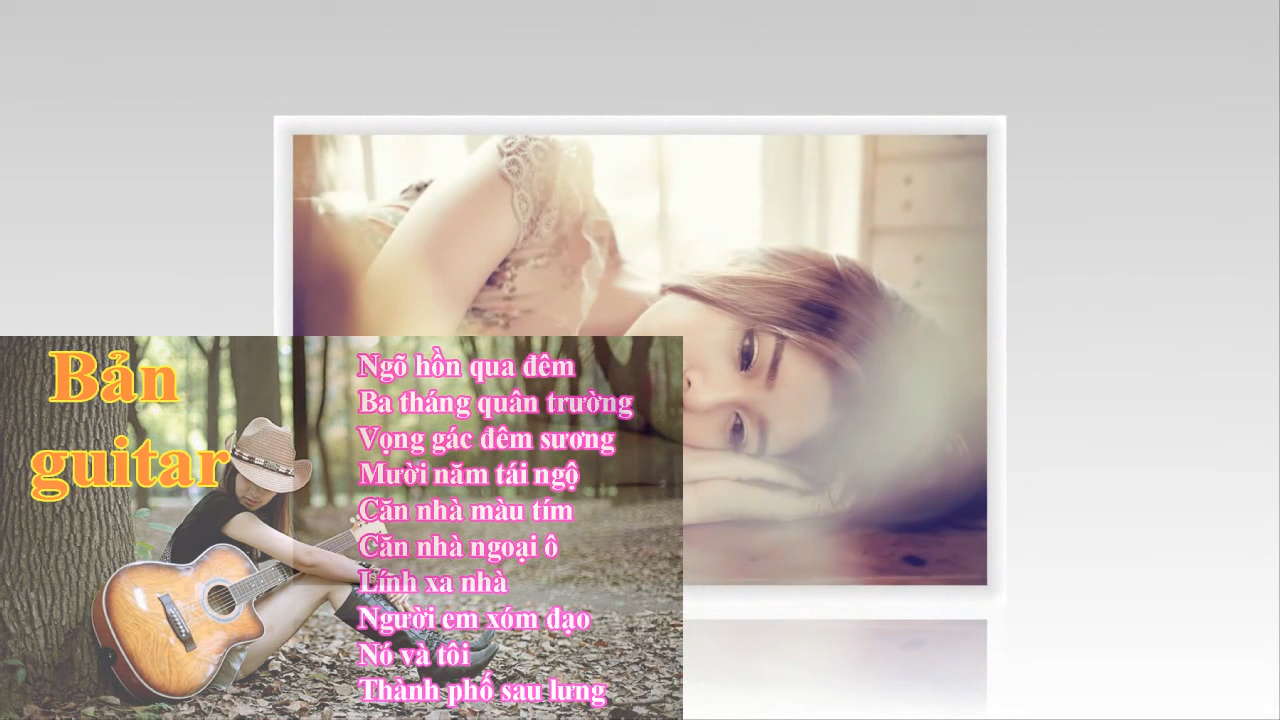 Bản
guitar
Ngõ hồn qua đêm
Ba tháng quân trường
Vọng gác đêm sương
Mười năm tái ngộ
Căn nhà màu tím
Căn nhà ngoại ô
Lính xa nhà
Người em xóm đạo
Nó và tôi
Thành phố sau lưng